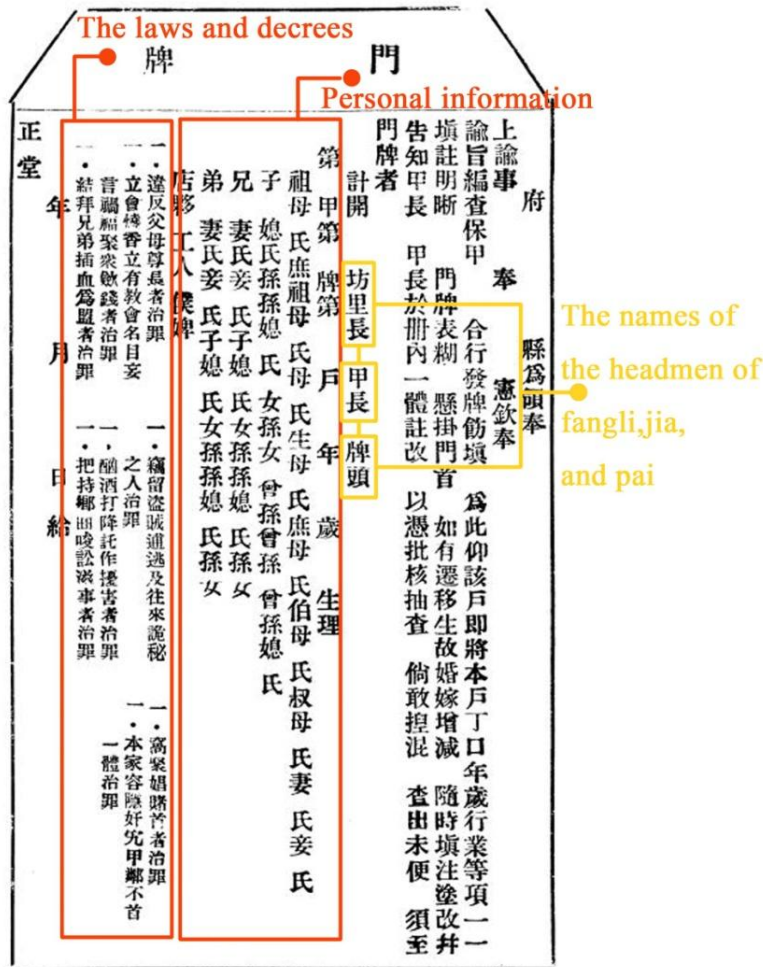 The laws and decrees
Personal information
The names of
the headmen of
fangli,jia,
and pai
門牌
府 縣爲頒奉
上諭事 奉 憲欽奉
諭旨編查保甲 合行發牌飭填 爲此仰該戶即將本戶丁口年歲行業等項一一
填註明晰 門牌表糊 懸掛門首 如有遷移生故婚嫁增減 隨時填注塗改幷
告知甲長 甲長於冊內一體註改 以憑批核抽查 倘敢捏混 查出未便 須至
門牌者
計開 坊里長 甲長 牌頭
第 甲第 牌第 戶 年 歲 生理
祖母 氏庶祖母 氏母 氏生母 氏庶母 氏伯母 氏叔母 氏妻 氏妾 氏
子 媳氏孫孫媳 氏 女孫女 曾孫曾孫 曾孫媳 氏
兄 妻氏妾 氏子媳 氏女孫孫媳 氏孫女
弟 妻氏妾 氏子媳 氏女孫孫媳 氏孫女
店夥 工人 僕婢
一・違反父母尊長者治罪 一・竊留盜賊逋逃及往來詭秘 一・窩聚娼賭首者治罪
一・立會燒香立有教會名目妄 之人治罪 一・本家容隱奸宄甲鄰不首
言禍福聚衆斂錢者治罪 一・酗酒打降託作擾害者治罪 一體治罪
一・結拜兄弟插血爲盟者治罪 一・把持鄉曲唆訟滋事者治罪
年 月 日給
正堂